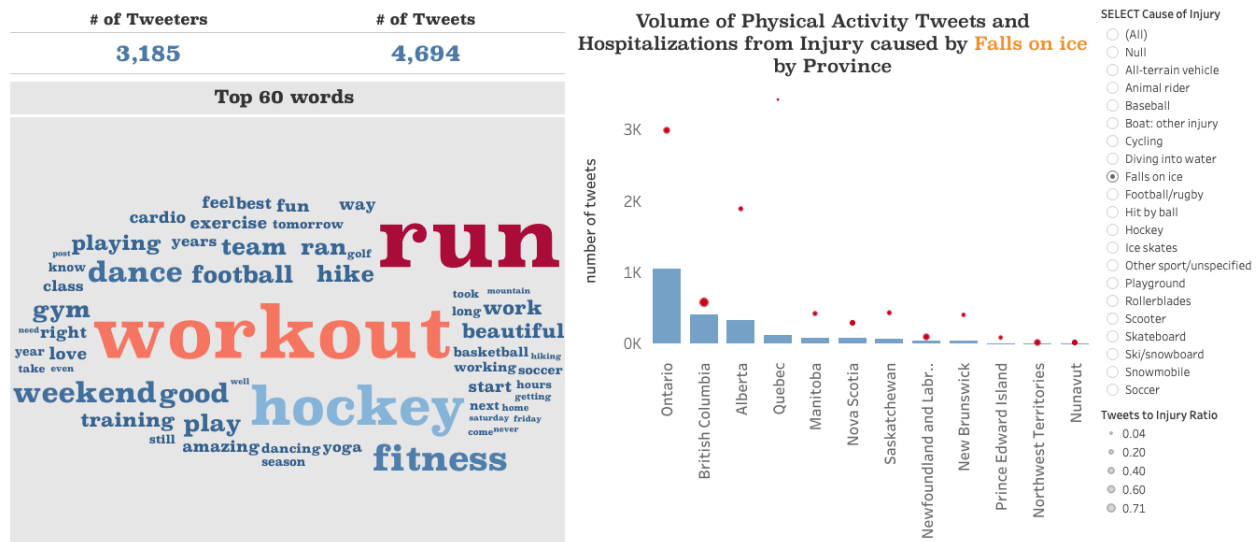 # of Tweeters
# of Tweets
3,185
4,694
Top 60 words
feel best fun way
cardio exercise tomorrow
run
post playing years team ran golf
know dance football hike
class
took mountain
gym
long work
workout
need right
beautiful
year love
basketball hiking
take even
working soccer
weekend good well
start hours
getting
hockey
next home
training play
saturday friday
still
come never
amazing dancing yoga
fitness
season
Volume of Physical Activity Tweets and
Hospitalizations from Injury caused by Falls on ice
by Province
number of tweets
3K
2K
1K
0K
Ontario
British Columbia
Alberta
Quebec
Manitoba
Nova Scotia
Saskatchewan
Newfoundland and Labr..
New Brunswick
Prince Edward Island
Northwest Territories
Nunavut
SELECT Cause of Injury
(All)
Null
All-terrain vehicle
Animal rider
Baseball
Boat: other injury
Cycling
Diving into water
Falls on ice
Football/rugby
Hit by ball
Hockey
Ice skates
Other sport/unspecified
Playground
Rollerblades
Scooter
Skateboard
Ski/snowboard
Snowmobile
Soccer
Tweets to Injury Ratio
0.04
0.20
0.40
0.60
0.71